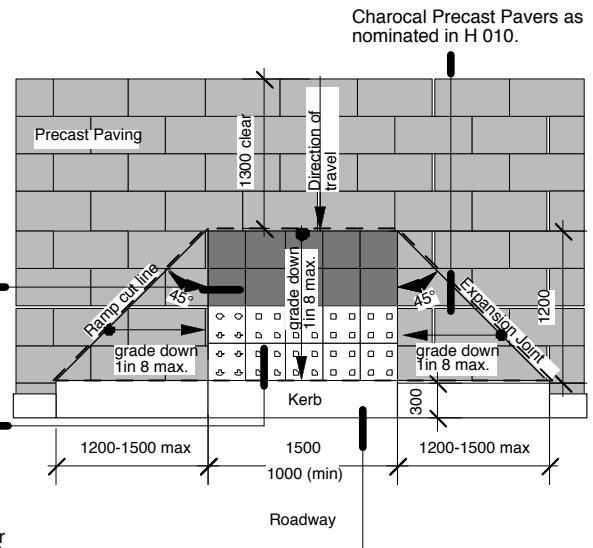 Charocal Precast Pavers as
nominated in H 010.
Precast Paving
1300 clear
Direction of
travel
Ramp cut line
45°
grade down
1in 8 max.
45°
Expansion Joint
1200
grade down
1in 8 max.
grade down
1in 8 max.
Kerb
300
1200-1500 max
1500
1200-1500 max
1000 (min)
Roadway
r